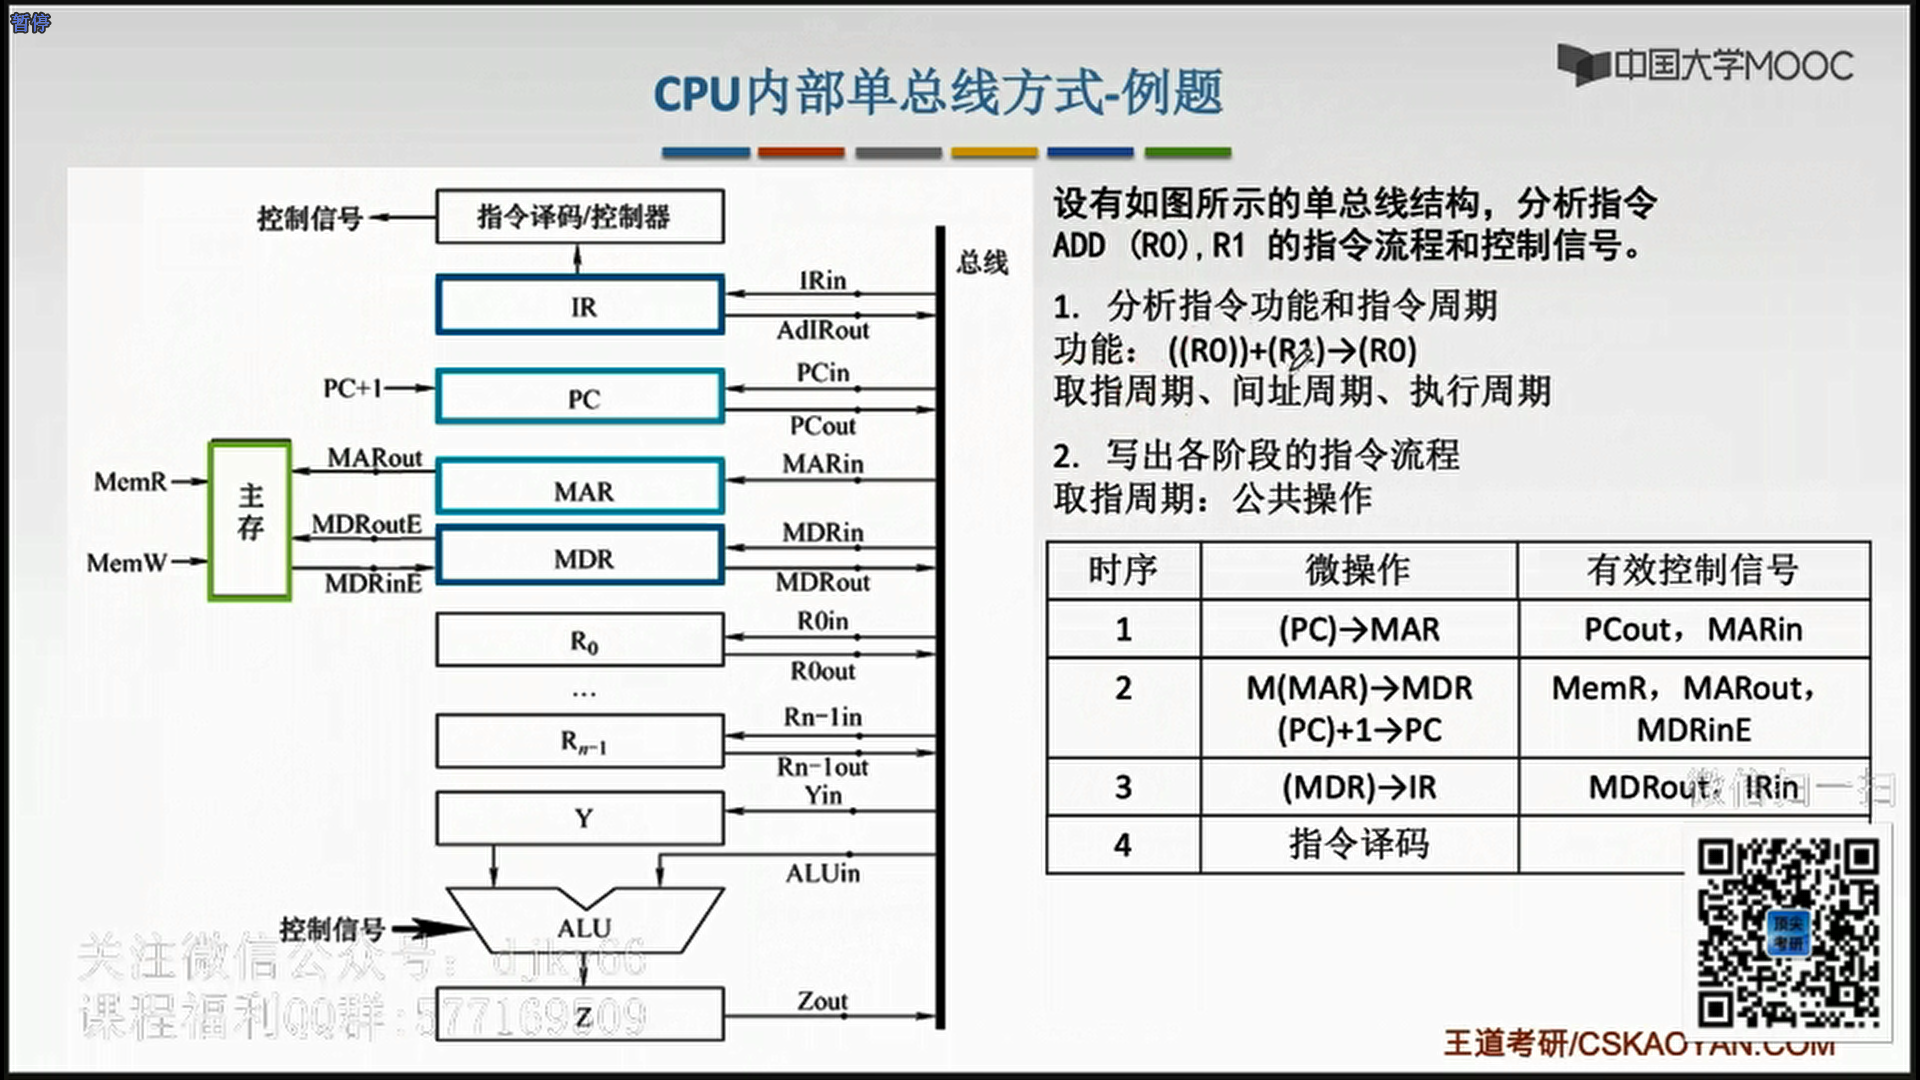 暂停
中国大学MOOC
CPU内部单总线方式-例题
控制信号
指令译码/控制器
总线
IR
IRin
AdIRout
PC+1
PC
PCin
PCout
主存
MemR
MemW
MARout
MAR
MARin
MDRoutE
MDRinE
MDR
MDRin
MDRout
R0
R0in
R0out
...
Rn-1
Rn-1in
Rn-1out
Y
Yin
ALUin
控制信号
ALU
Z
Zout
关注微信公众号: djky66
课程福利QQ群:577169509
设有如图所示的单总线结构，分析指令
ADD (R0),R1 的指令流程和控制信号。
1. 分析指令功能和指令周期
功能： ((R0))+(R1)→(R0)
取指周期、间址周期、执行周期
2. 写出各阶段的指令流程
取指周期：公共操作
时序 微操作 有效控制信号
1 (PC)→MAR PCout，MARin
2 M(MAR)→MDR MemR，MARout，
(PC)+1→PC MDRinE
3 (MDR)→IR MDRout，IRin
4 指令译码
微信扫一扫
顶尖
考研
王道考研/CSKAOYAN.COM